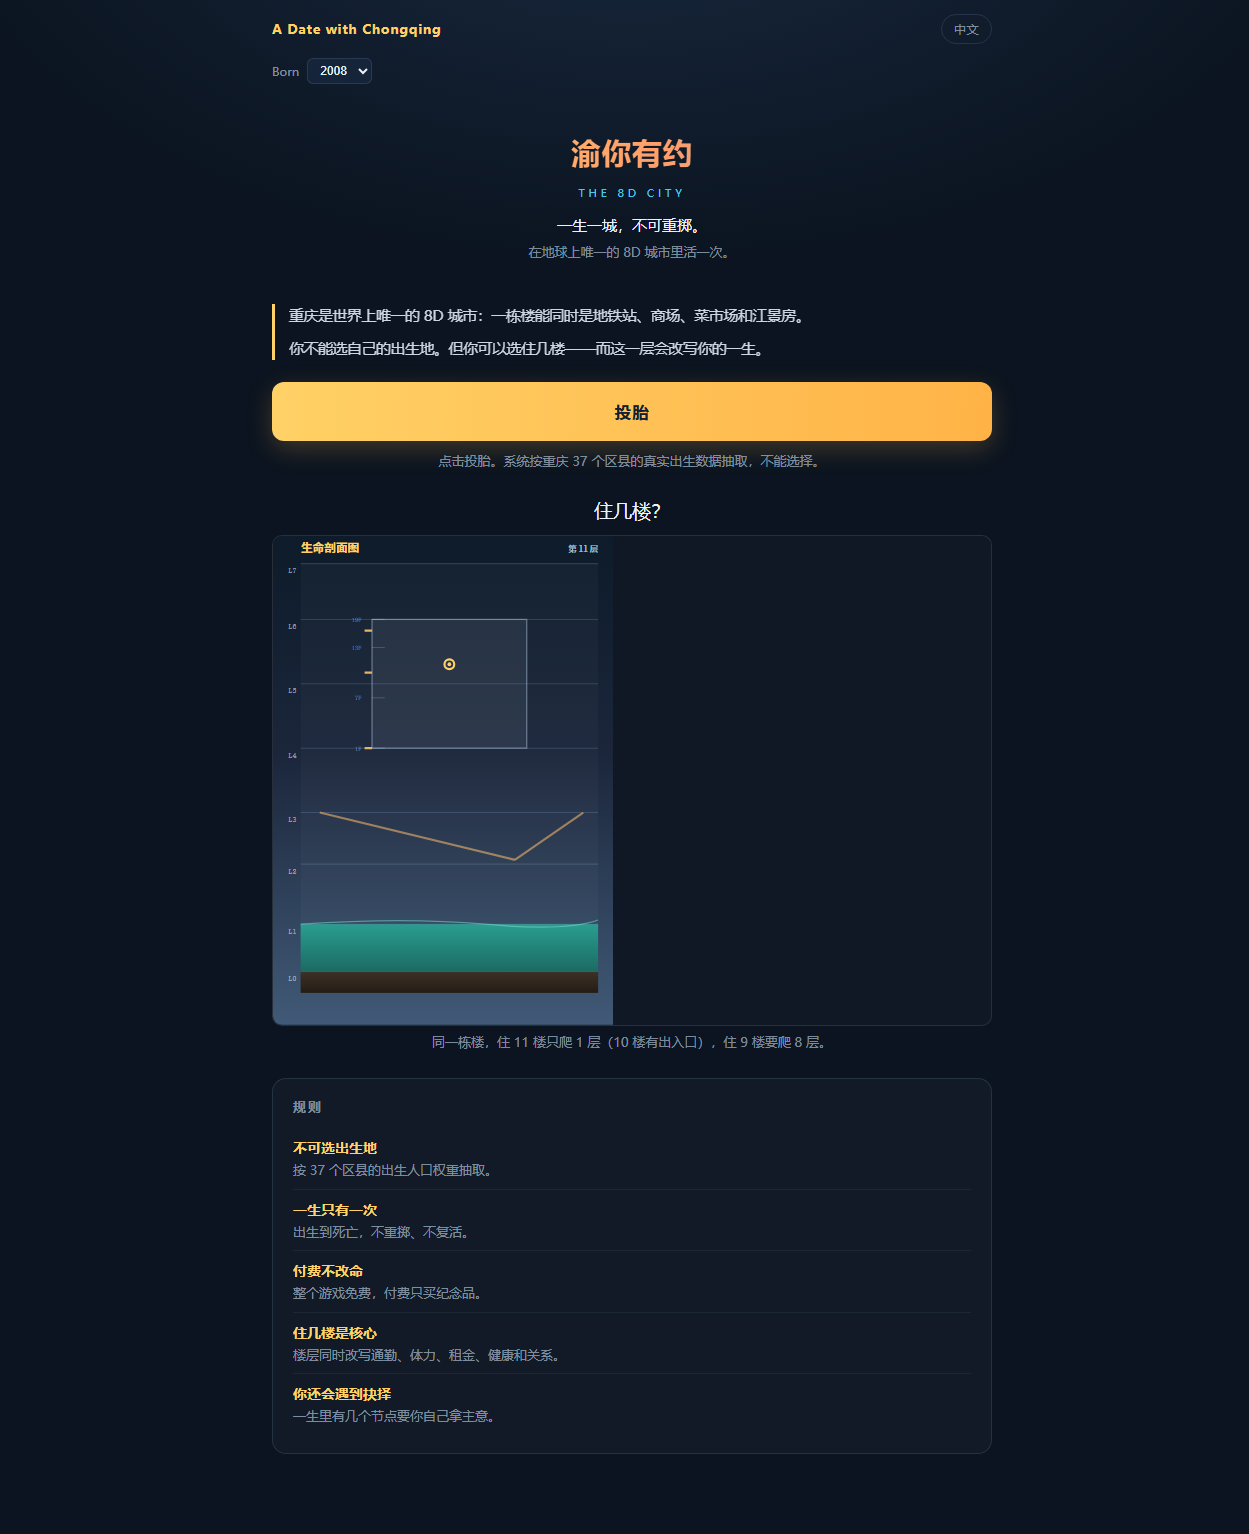 A Date with Chongqing
中文
Born 2008
渝你有约
THE 8D CITY
一生一城，不可重掷。
在地球上唯一的 8D 城市里活一次。
重庆是世界上唯一的 8D 城市：一栋楼能同时是地铁站、商场、菜市场和江景房。
你不能选自己的出生地。但你可以选住几楼——而这一层会改写你的一生。
投胎
点击投胎。系统按重庆 37 个区县的真实出生数据抽取，不能选择。
住几楼？
生命剖面图
第 11 层
L7
L6
19F
15F
L5
7F
L4
1F
L3
L2
L1
L0
同一栋楼，住 11 楼只爬 1 层（10 楼有出入口），住 9 楼要爬 8 层。
规则
不可选出生地
按 37 个区县的出生人口权重抽取。
一生只有一次
出生到死亡，不重掷、不复活。
付费不改命
整个游戏免费，付费只买纪念品。
住几楼是核心
楼层同时改写通勤、体力、租金、健康和关系。
你还会遇到抉择
一生里有几个节点要你自己拿主意。